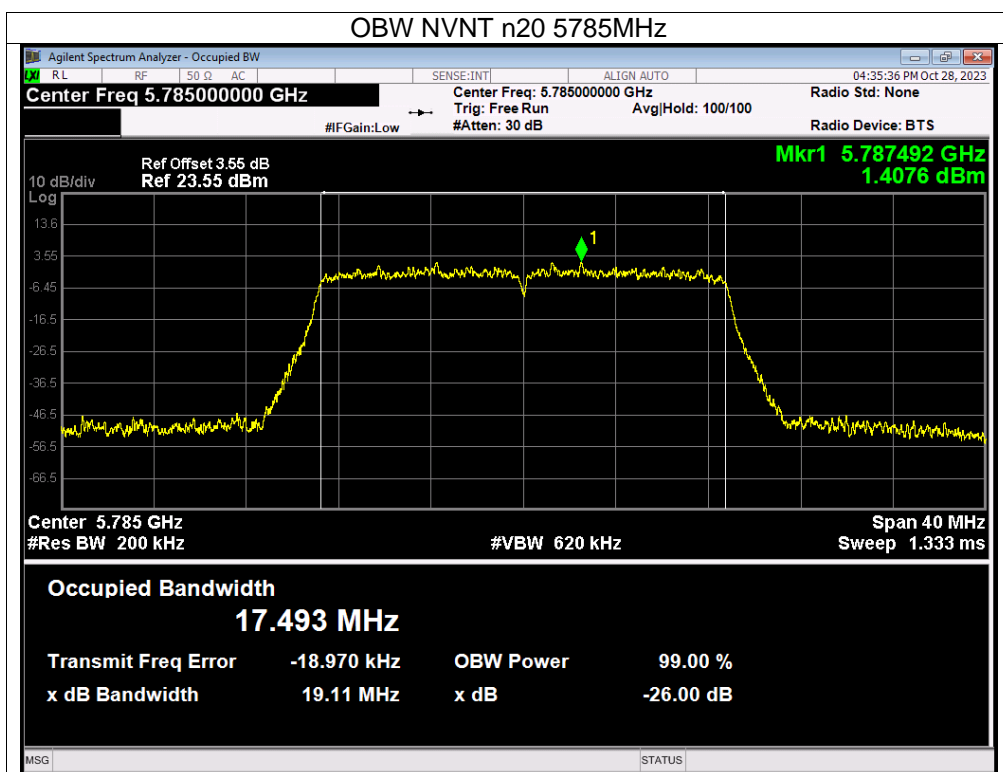 OBW NVNT n20 5785MHz
Agilent Spectrum Analyzer - Occupied BW
LXI RL RF 50 Ω AC SENSE:INT ALIGN AUTO 04:35:36 PM Oct 28, 2023
Center Freq 5.785000000 GHz Center Freq: 5.785000000 GHz Radio Std: None
Trig: Free Run Avg|Hold: 100/100
#IFGain:Low #Atten: 30 dB Radio Device: BTS
Mkr1 5.787492 GHz
Ref Offset 3.55 dB
1.4076 dBm
10 dB/div Ref 23.55 dBm
Log
13.6
1
3.55
-6.45
-16.5
-26.5
-36.5
-46.5
-56.5
-66.5
Center 5.785 GHz Span 40 MHz
#Res BW 200 kHz #VBW 620 kHz Sweep 1.333 ms
Occupied Bandwidth
17.493 MHz
Transmit Freq Error -18.970 kHz OBW Power 99.00 %
x dB Bandwidth 19.11 MHz x dB -26.00 dB
MSG STATUS